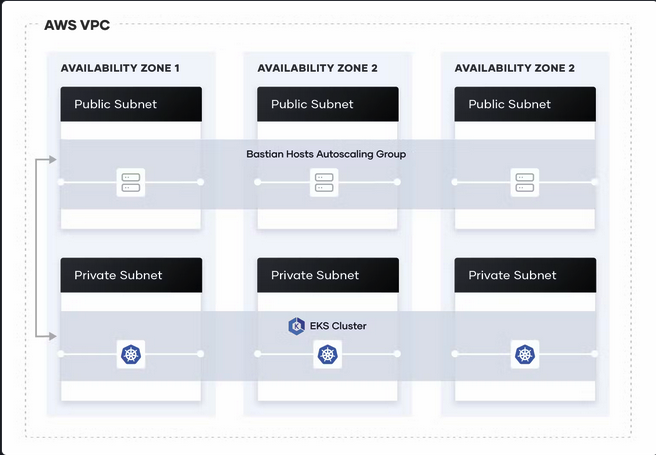 AWS VPC
AVAILABILITY ZONE 1
AVAILABILITY ZONE 2
AVAILABILITY ZONE 2
Public Subnet
Public Subnet
Public Subnet
Bastian Hosts Autoscaling Group
Private Subnet
Private Subnet
Private Subnet
K EKS Cluster